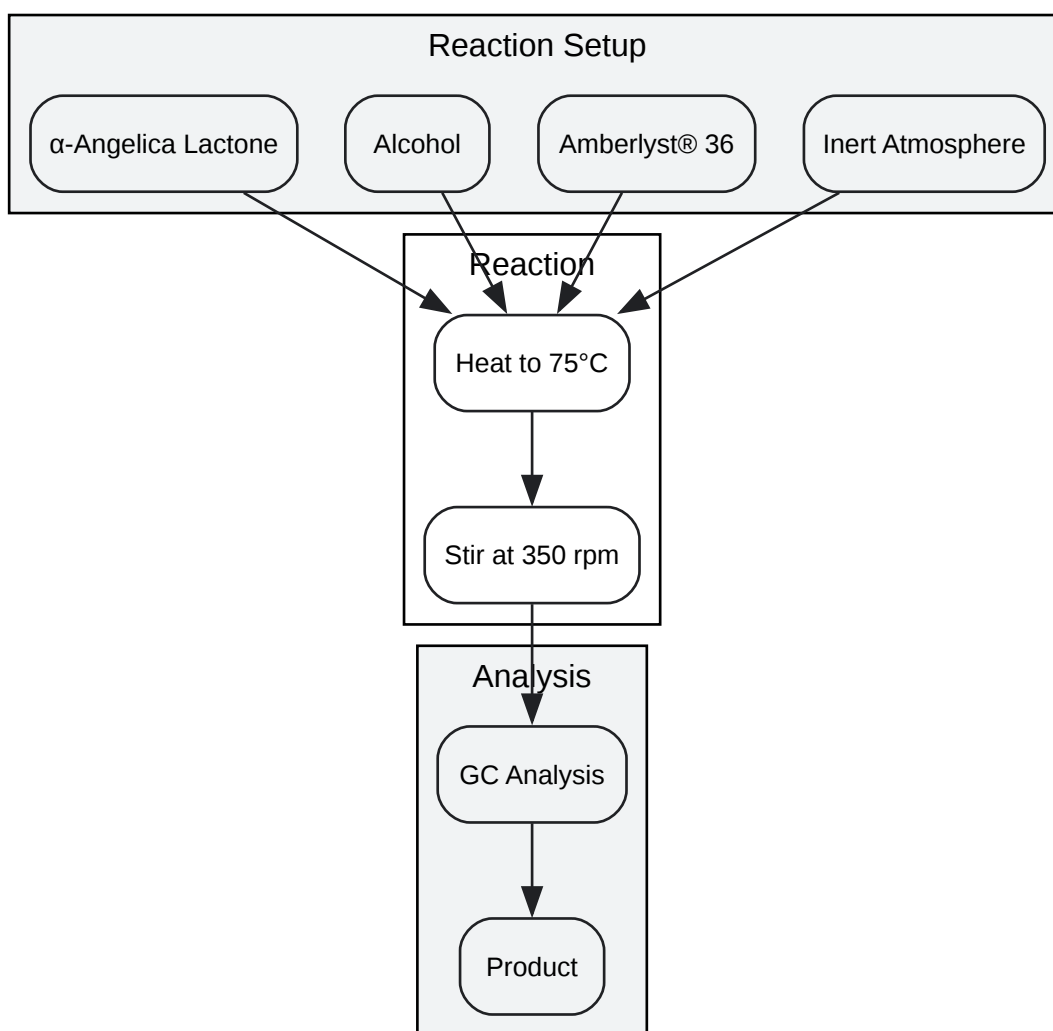 Reaction Setup
α-Angelica Lactone
Alcohol
Amberlyst® 36
Inert Atmosphere
Reaction
Heat to 75°C
Stir at 350 rpm
Analysis
GC Analysis
Product